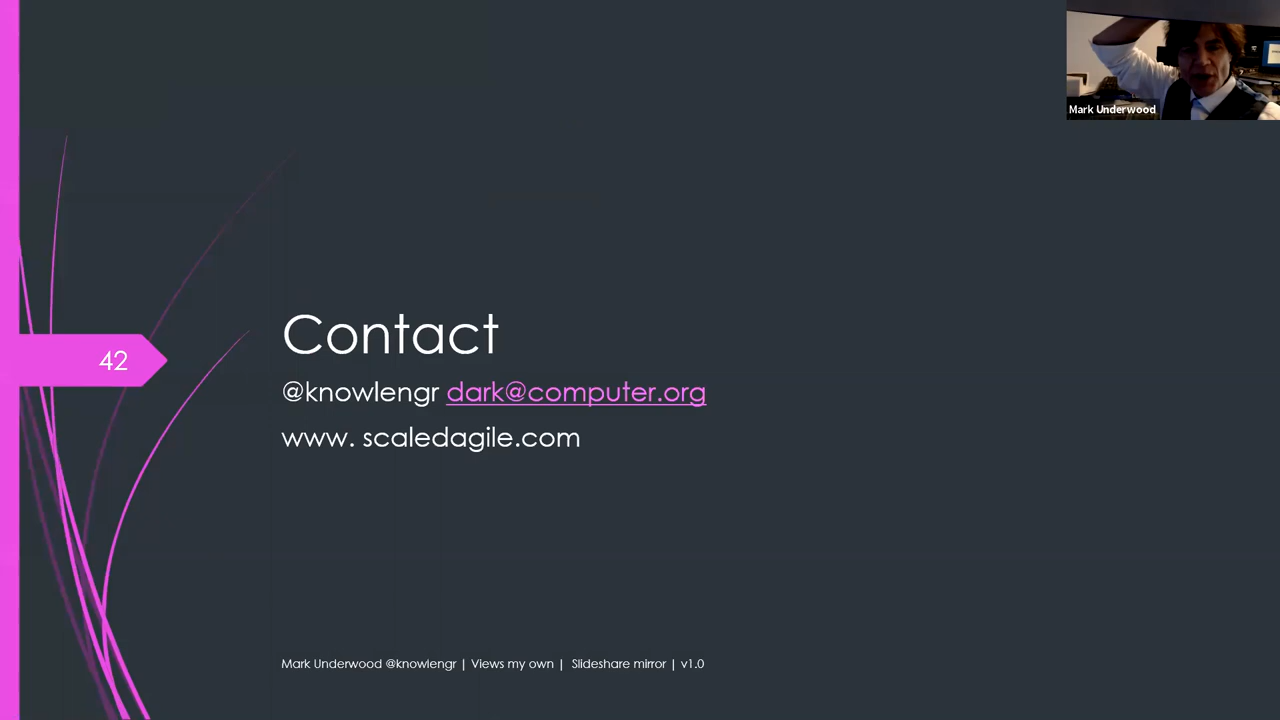 Mark Underwood
42
Contact
@knowlengr dark@computer.org
www. scaledagile.com
Mark Underwood @knowlengr | Views my own | Slideshare mirror | v1.0